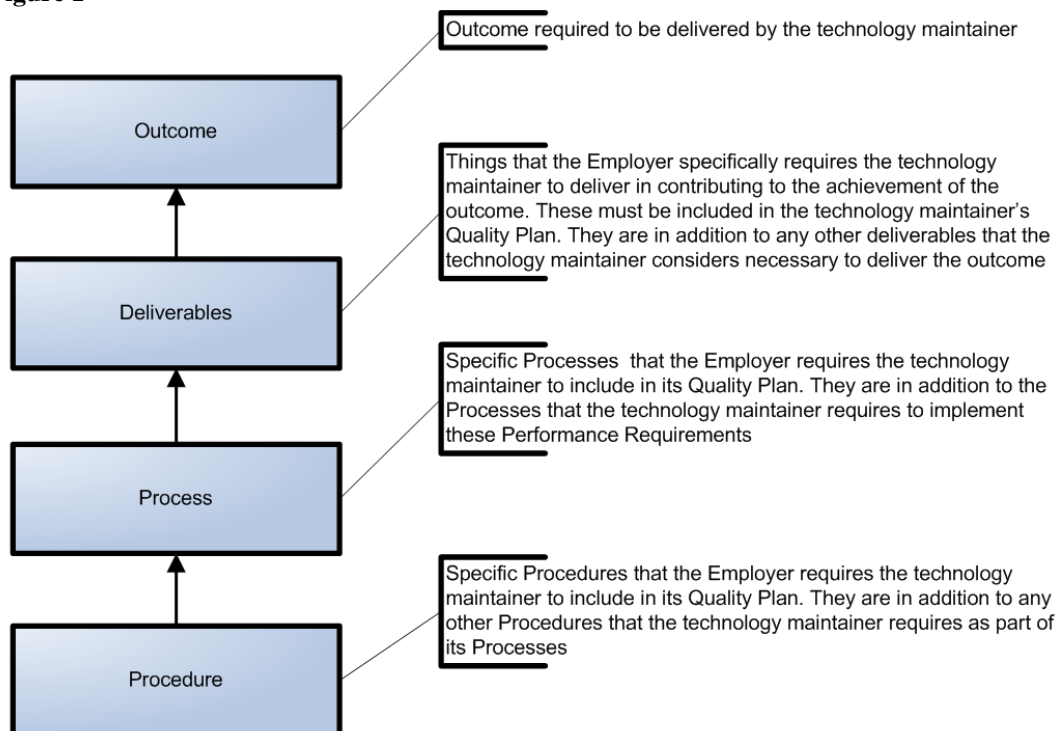 Outcome required to be delivered by the technology maintainer
Outcome
Things that the Employer specifically requires the technology
maintainer to deliver in contributing to the achievement of the
outcome. These must be included in the technology maintainer’s
Quality Plan. They are in addition to any other deliverables that the
technology maintainer considers necessary to deliver the outcome
Deliverables
Specific Processes that the Employer requires the technology
maintainer to include in its Quality Plan. They are in addition to the
Processes that the technology maintainer requires to implement
these Performance Requirements
Process
Specific Procedures that the Employer requires the technology
maintainer to include in its Quality Plan. They are in addition to any
other Procedures that the technology maintainer requires as part of
its Processes
Procedure